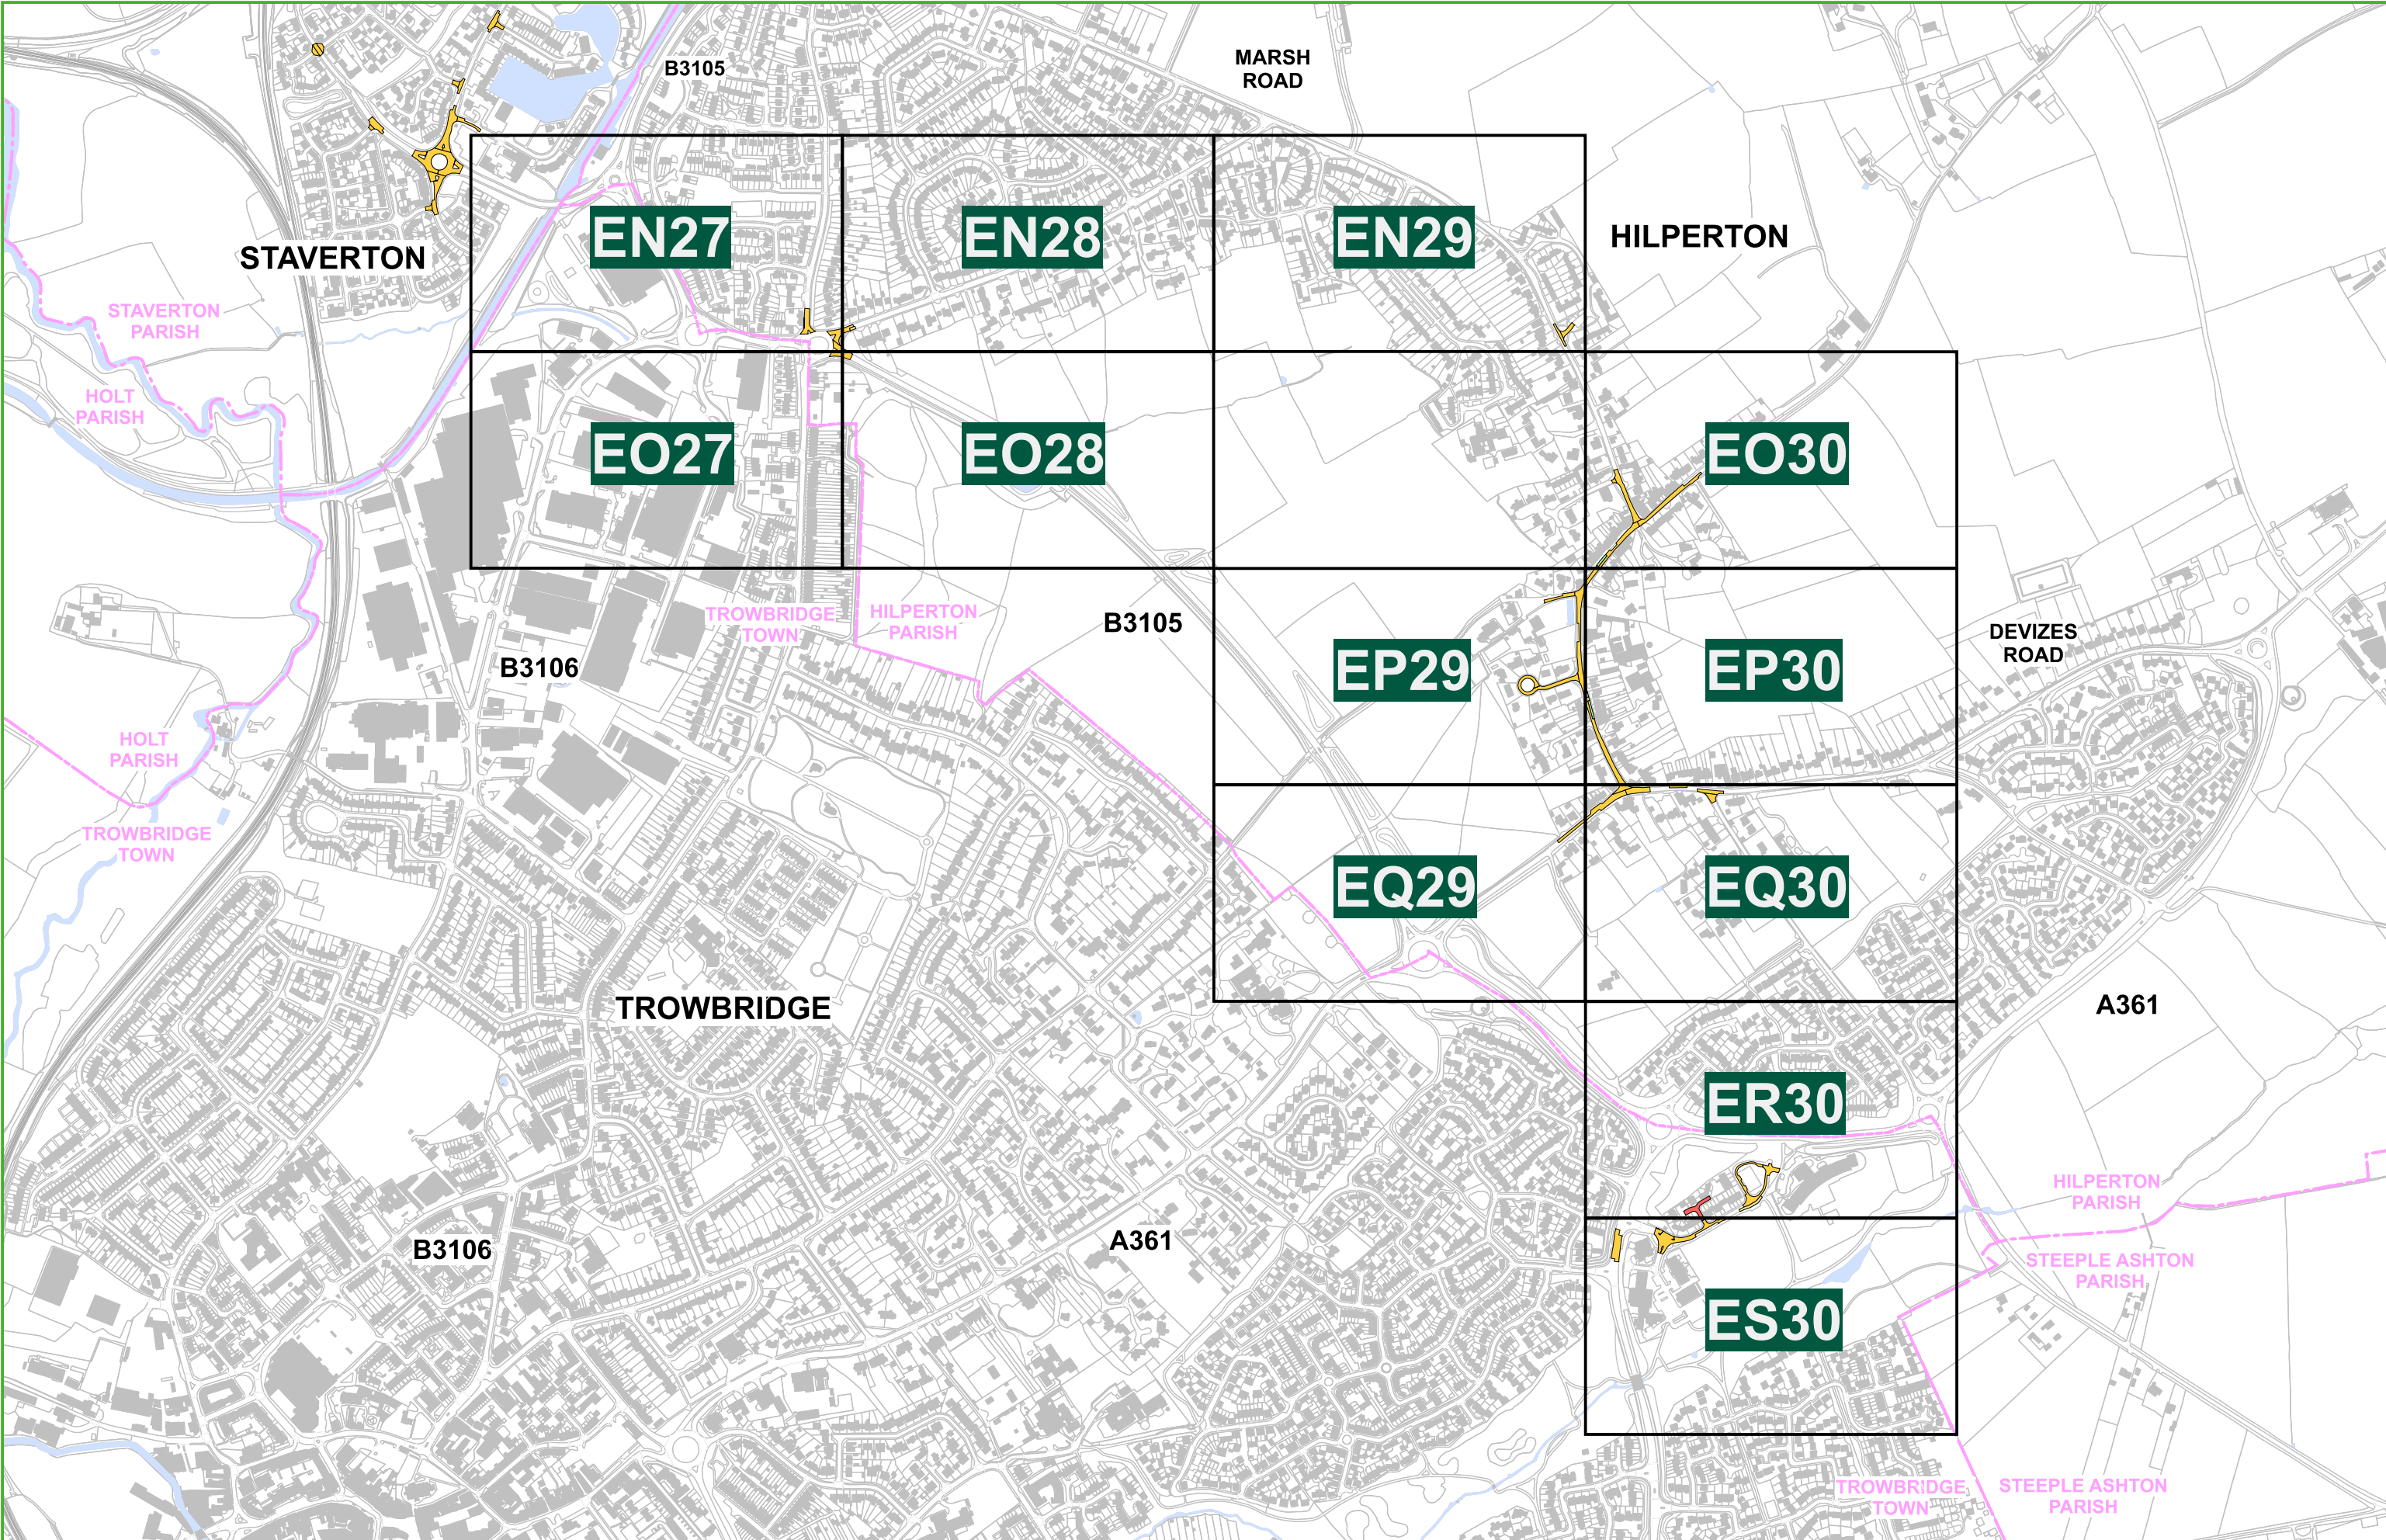 MARSH
ROAD
B3105
EN27
EN28
EN29
HILPERTON
STAVERTON
STAVERTON
PARISH
HOLT
PARISH
EO27
EO28
EO30
TROWBRIDGE
TOWN
HILPERTON
PARISH
B3105
DEVIZES
ROAD
B3106
EP29
EP30
HOLT
PARISH
TROWBRIDGE
TOWN
EQ29
EQ30
TROWBRIDGE
A361
ER30
HILPERTON
PARISH
B3106
A361
STEEPLE ASHTON
PARISH
ES30
TROWBRIDGE
TOWN
STEEPLE ASHTON
PARISH